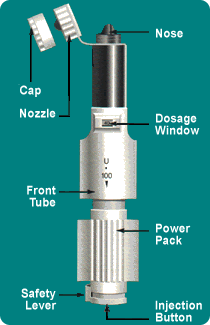 Nose
Cap
Nozzle
Dosage
Window
U
100
Front
Tube
Power
Pack
Safety
Lever
Injection
Button